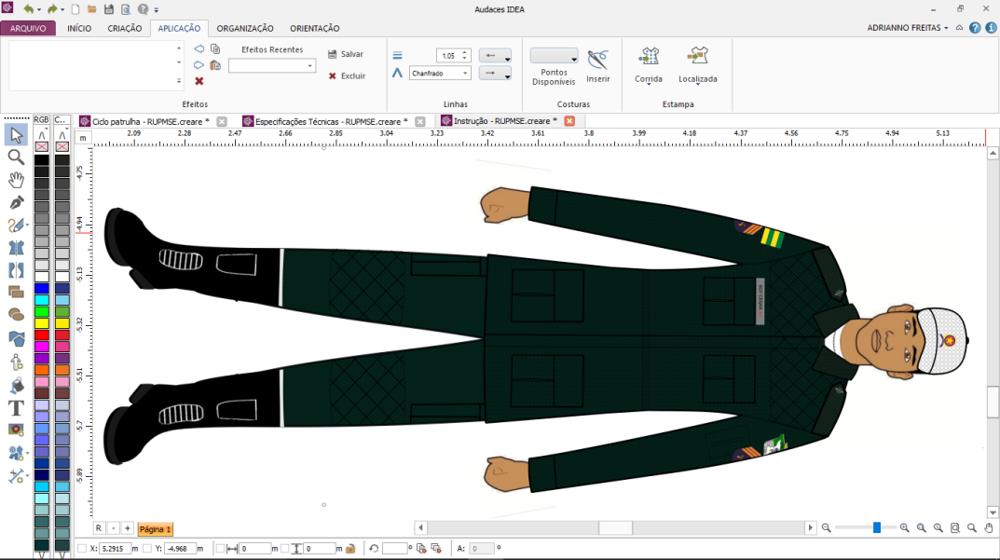 Audaces IDEA
ARQUIVO INÍCIO CRIAÇÃO APLICAÇÃO ORGANIZAÇÃO ORIENTAÇÃO ADRIANNO FREITAS
Efeitos Recentes
Salvar
Excluir
Efeitos
1,05
Chanfrado
Linhas
Pontos
Disponíveis
Inserir
Costuras
Corrida
Localizada
Estampa
RGB C...
Ciclo patrulha - RUPMSE.creare *
Especificações Técnicas - RUPMSE.creare *
Instrução - RUPMSE.creare *
m
2.09 2.28 2.47 2.66 2.85 3.04 3.23 3.42 3.61 3.8 3.99 4.18 4.37 4.56 4.75 4.94 5.13
-4.75
-4.94
-5.13
-5.32
-5.51
-5.7
-5.89
R - + Página 1
X: 5,2915 m Y: -4,968 m 0 m 0 m º A: 0 º